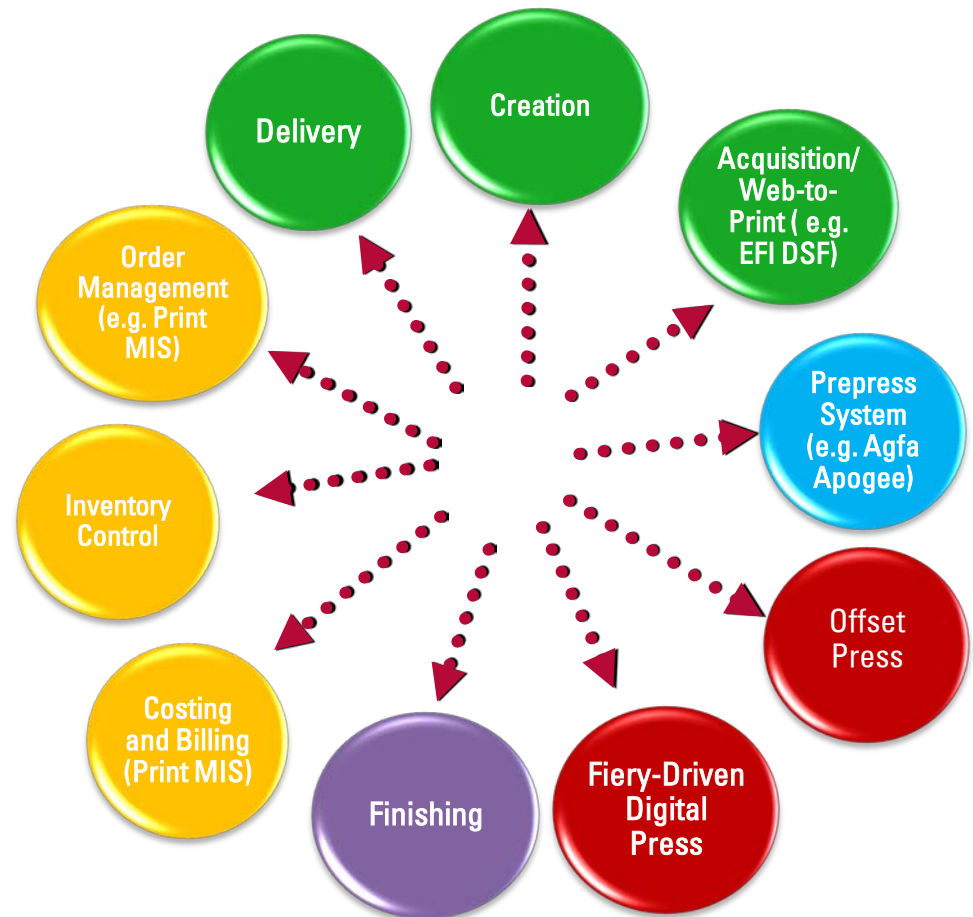 Delivery
Creation
Acquisition/
Web-to-
Print ( e.g.
EFI DSF)
Prepress
System
(e.g. Agfa
Apogee)
Offset
Press
Fiery-Driven
Digital
Press
Finishing
Costing
and Billing
(Print MIS)
Inventory
Control
Order
Management
(e.g. Print
MIS)